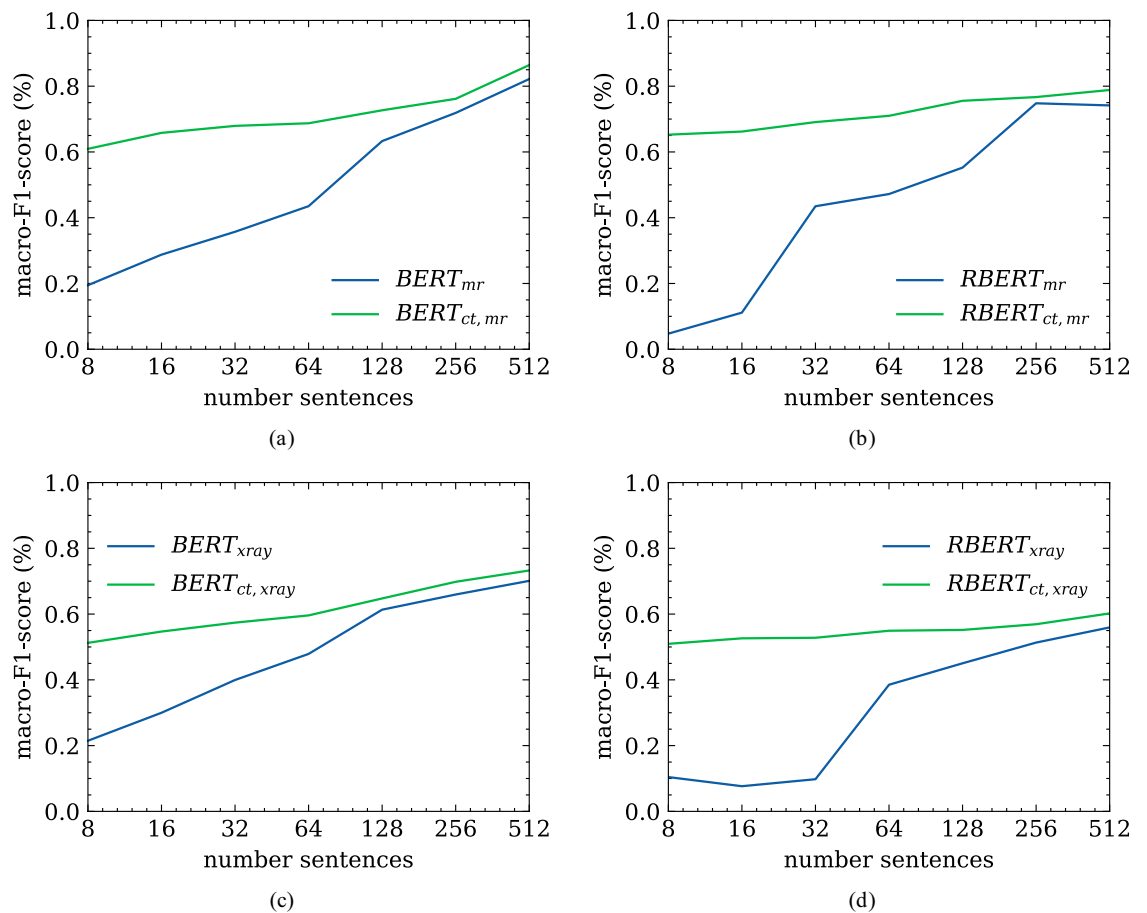 1.0
0.8
0.6
0.4
0.2
0.0
macro-F1-score (%)
BERT_mr
BERT_ct, mr
8 16 32 64 128 256 512
number sentences
(a)
1.0
0.8
0.6
0.4
0.2
0.0
macro-F1-score (%)
RBERT_mr
RBERT_ct, mr
8 16 32 64 128 256 512
number sentences
(b)
1.0
0.8
0.6
0.4
0.2
0.0
macro-F1-score (%)
BERT_xray
BERT_ct, xray
8 16 32 64 128 256 512
number sentences
(c)
1.0
0.8
0.6
0.4
0.2
0.0
macro-F1-score (%)
RBERT_xray
RBERT_ct, xray
8 16 32 64 128 256 512
number sentences
(d)